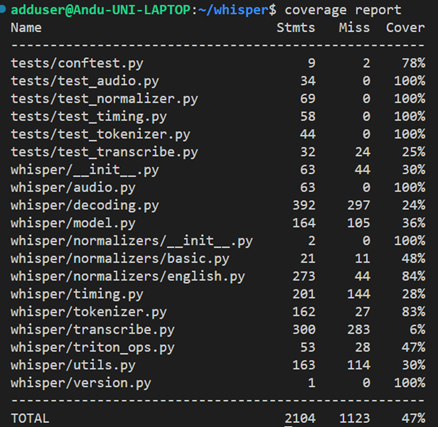 adduser@Andu-UNI-LAPTOP:~/whisper$ coverage report
Name                              Stmts   Miss  Cover
-----------------------------------------------------
tests/conftest.py                     9      2    78%
tests/test_audio.py                  34      0   100%
tests/test_normalizer.py             69      0   100%
tests/test_timing.py                 58      0   100%
tests/test_tokenizer.py              44      0   100%
tests/test_transcribe.py             32     24    25%
whisper/__init__.py                  63     44    30%
whisper/audio.py                     63      0   100%
whisper/decoding.py                 392    297    24%
whisper/model.py                    164    105    36%
whisper/normalizers/__init__.py       2      0   100%
whisper/normalizers/basic.py         21     11    48%
whisper/normalizers/english.py      273     44    84%
whisper/timing.py                   201    144    28%
whisper/tokenizer.py                162     27    83%
whisper/transcribe.py               300    283     6%
whisper/triton_ops.py                53     28    47%
whisper/utils.py                    163    114    30%
whisper/version.py                    1      0   100%
-----------------------------------------------------
TOTAL                              2104   1123    47%